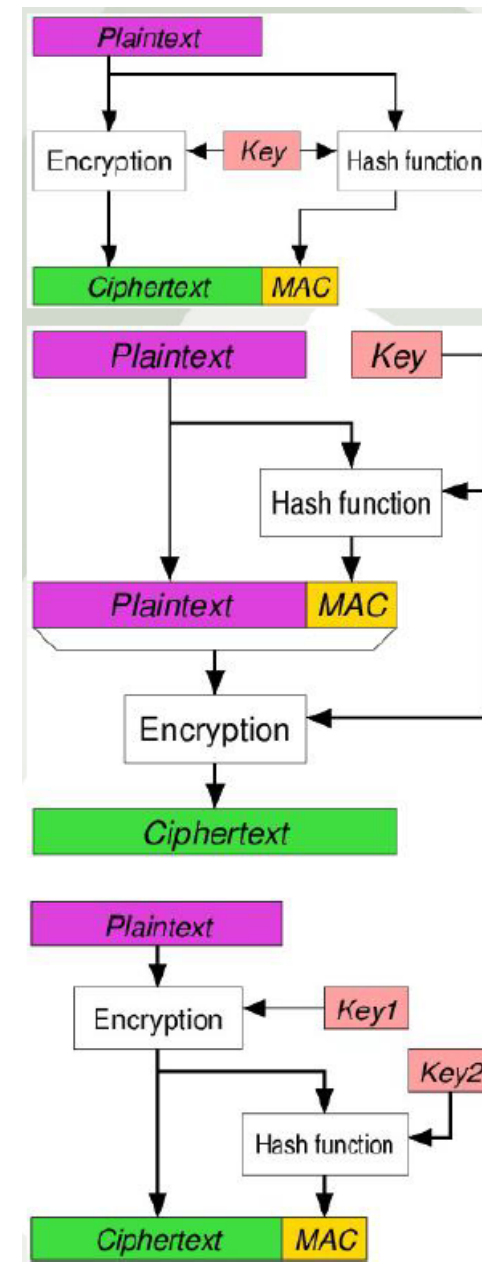 Plaintext
Encryption
Key
Hash function
Ciphertext
MAC
Plaintext
Key
Hash function
Plaintext
MAC
Encryption
Ciphertext
Plaintext
Encryption
Key1
Key2
Hash function
Ciphertext
MAC